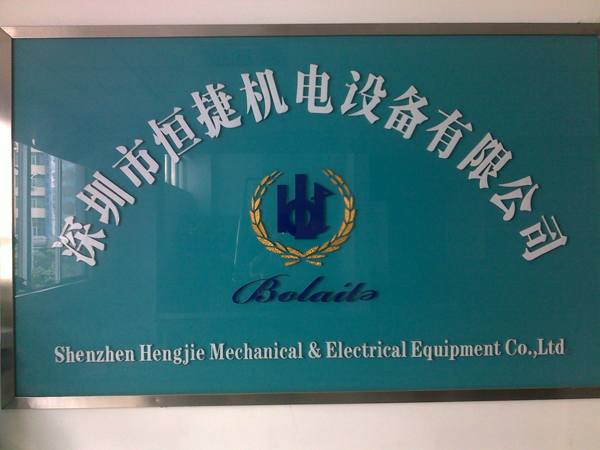 深圳市恒捷机电设备有限公司
Bolaite
Shenzhen Hengjie Mechanical & Electrical Equipment Co.,Ltd